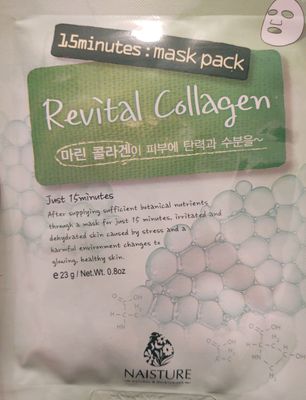 15minutes : mask pack
Revital Collagen
마린 콜라겐이 피부에 탄력과 수분을~
Just 15minutes
After supplying sufficient botanical nutrients
through a mask for just 15 minutes, irritated and
dehydrated skin caused by stress and a
harmful environment changes to
glowing, healthy skin.
℮ 23 g / Net.Wt. 0.8oz
NAISTURE